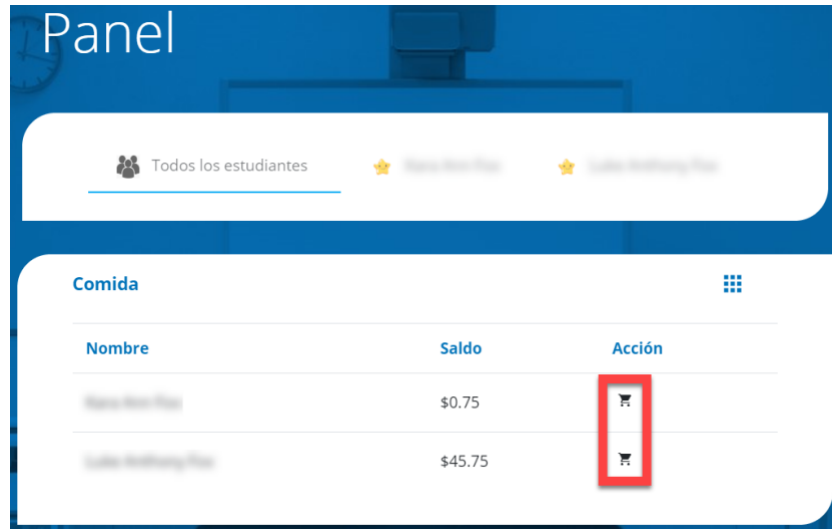 Panel
Todos los estudiantes
Comida
Nombre Saldo Acción
$0.75
$45.75